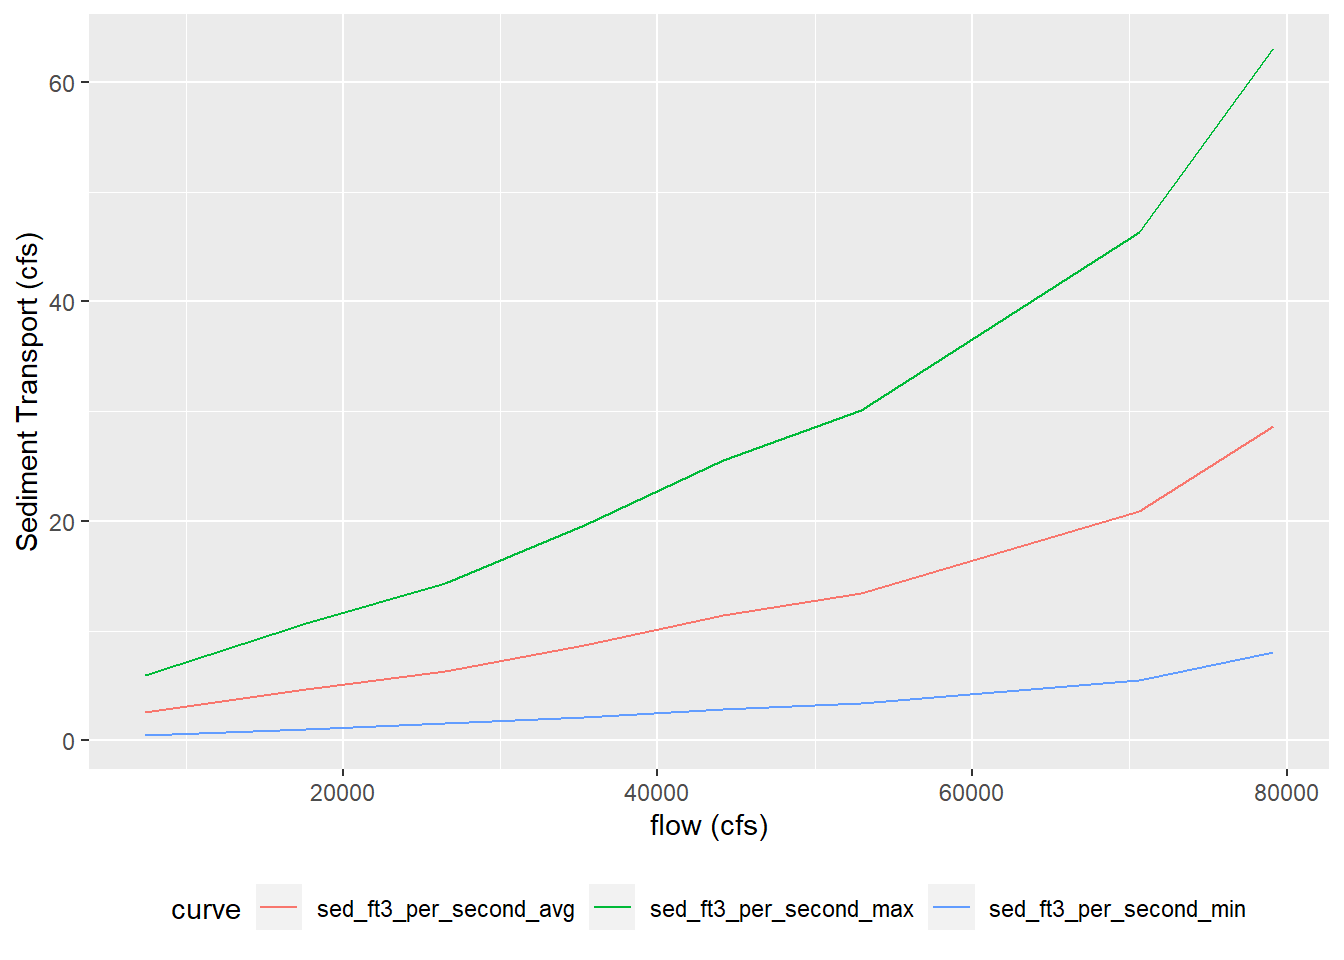 60
40
20
0
Sediment Transport (cfs)
20000 40000 60000 80000
flow (cfs)
curve sed_ft3_per_second_avg sed_ft3_per_second_max sed_ft3_per_second_min